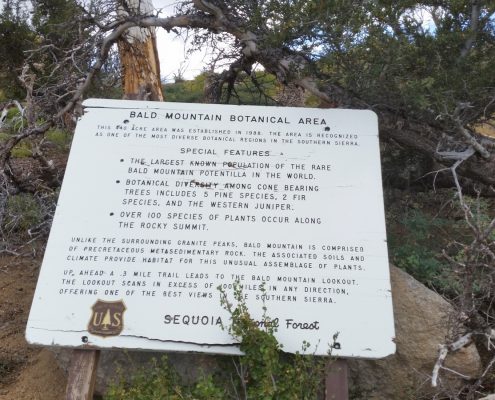 BALD MOUNTAIN BOTANICAL AREA
THIS ACRE AREA WAS ESTABLISHED IN 1988. THE AREA IS RECOGNIZED
AS ONE OF THE MOST DIVERSE BOTANICAL REGIONS IN THE SOUTHERN SIERRA.
SPECIAL FEATURES
• THE LARGEST KNOWN POPULATION OF THE RARE
BALD MOUNTAIN POTENTILLA IN THE WORLD.
• BOTANICAL DIVERSITY AMONG CONE BEARING
TREES INCLUDES 5 PINE SPECIES, 2 FIR
SPECIES, AND THE WESTERN JUNIPER.
• OVER 100 SPECIES OF PLANTS OCCUR ALONG
THE ROCKY SUMMIT.
UNLIKE THE SURROUNDING GRANITE PEAKS, BALD MOUNTAIN IS COMPRISED
OF PRECRETACEOUS METASEDIMENTARY ROCK. THE ASSOCIATED SOILS AND
CLIMATE PROVIDE HABITAT FOR THIS UNUSUAL ASSEMBLAGE OF PLANTS.
UP AHEAD A .3 MILE TRAIL LEADS TO THE BALD MOUNTAIN LOOKOUT.
THE LOOKOUT SCANS IN EXCESS OF 100 MILES IN ANY DIRECTION,
OFFERING ONE OF THE BEST VIEWS IN THE SOUTHERN SIERRA.
UAS
SEQUOIA National Forest